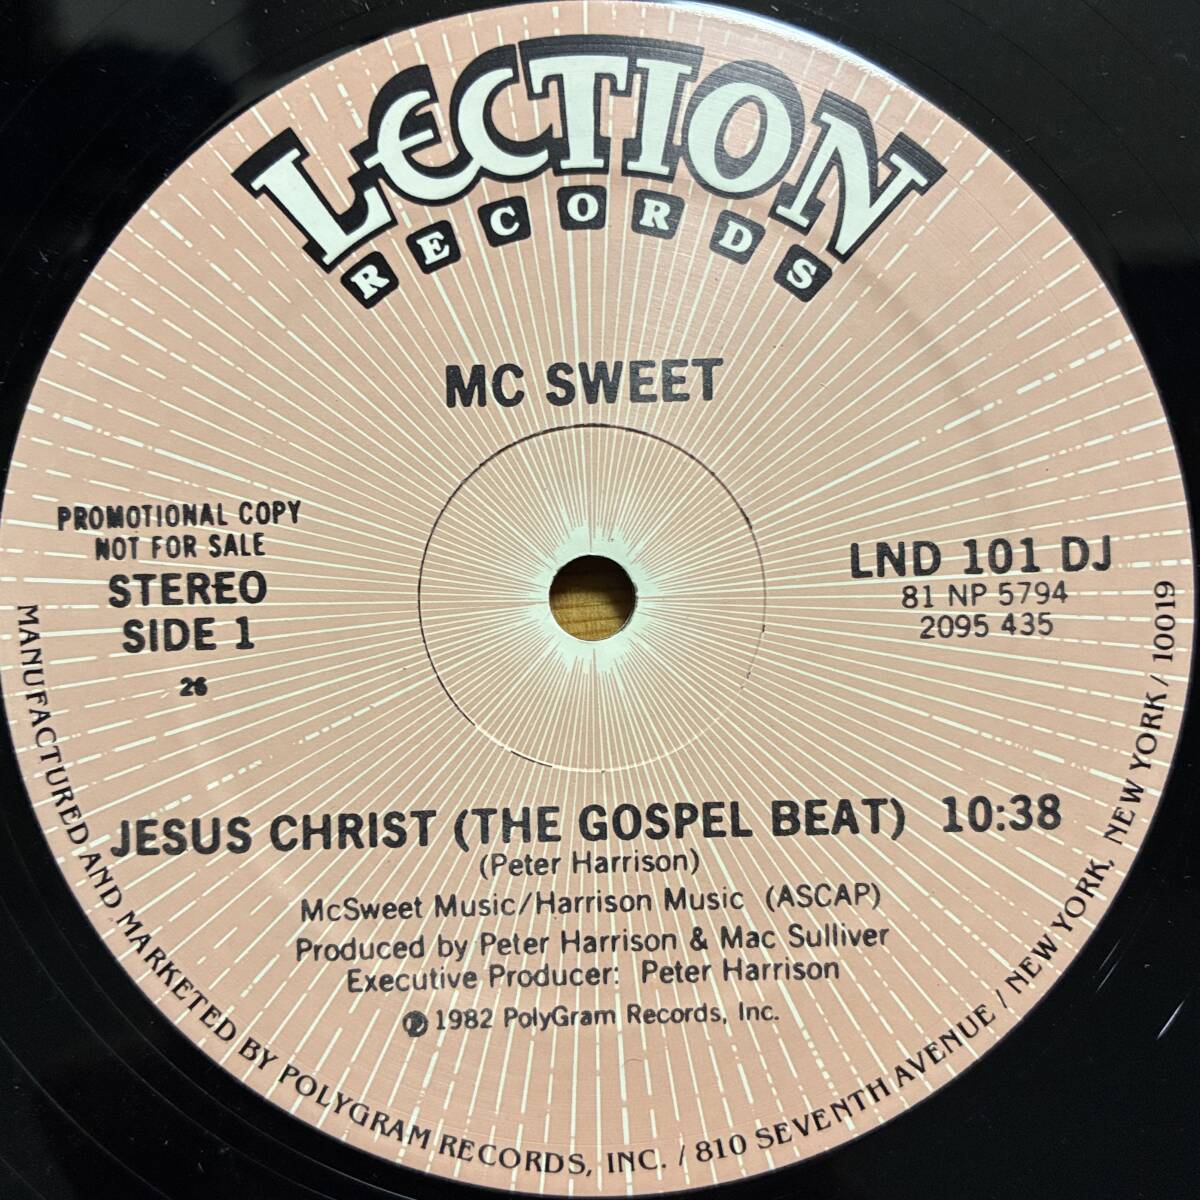 LECTION
RECORDS
MC SWEET
PROMOTIONAL COPY
NOT FOR SALE
STEREO
SIDE 1
26
LND 101 DJ
81 NP 5794
2095 435
JESUS CHRIST (THE GOSPEL BEAT) 10:38
(Peter Harrison)
McSweet Music/Harrison Music (ASCAP)
Produced by Peter Harrison & Mac Sulliver
Executive Producer: Peter Harrison
℗ 1982 PolyGram Records, Inc.
MANUFACTURED AND MARKETED BY POLYGRAM RECORDS, INC. / 810 SEVENTH AVENUE / NEW YORK, NEW YORK / 10019